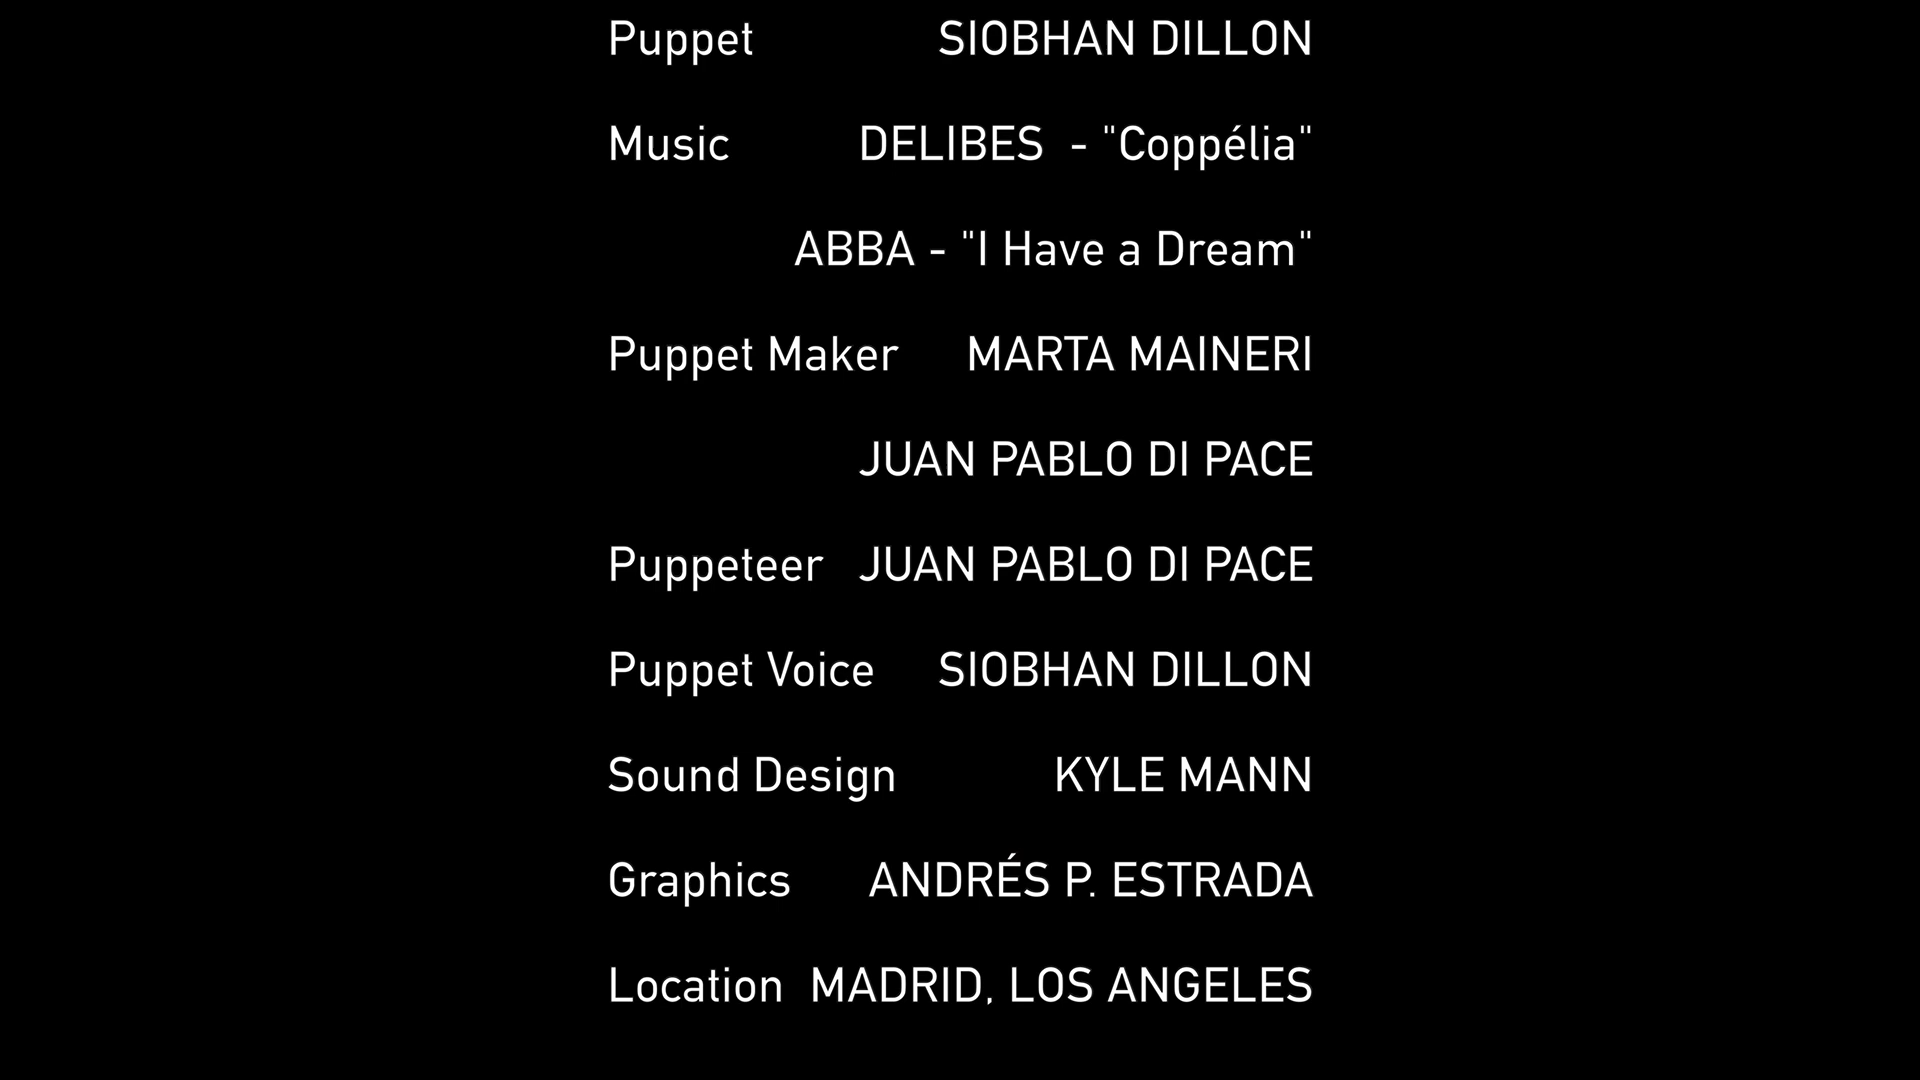 Puppet SIOBHAN DILLON
Music DELIBES - "Coppélia"
ABBA - "I Have a Dream"
Puppet Maker MARTA MAINERI
JUAN PABLO DI PACE
Puppeteer JUAN PABLO DI PACE
Puppet Voice SIOBHAN DILLON
Sound Design KYLE MANN
Graphics ANDRÉS P. ESTRADA
Location MADRID, LOS ANGELES